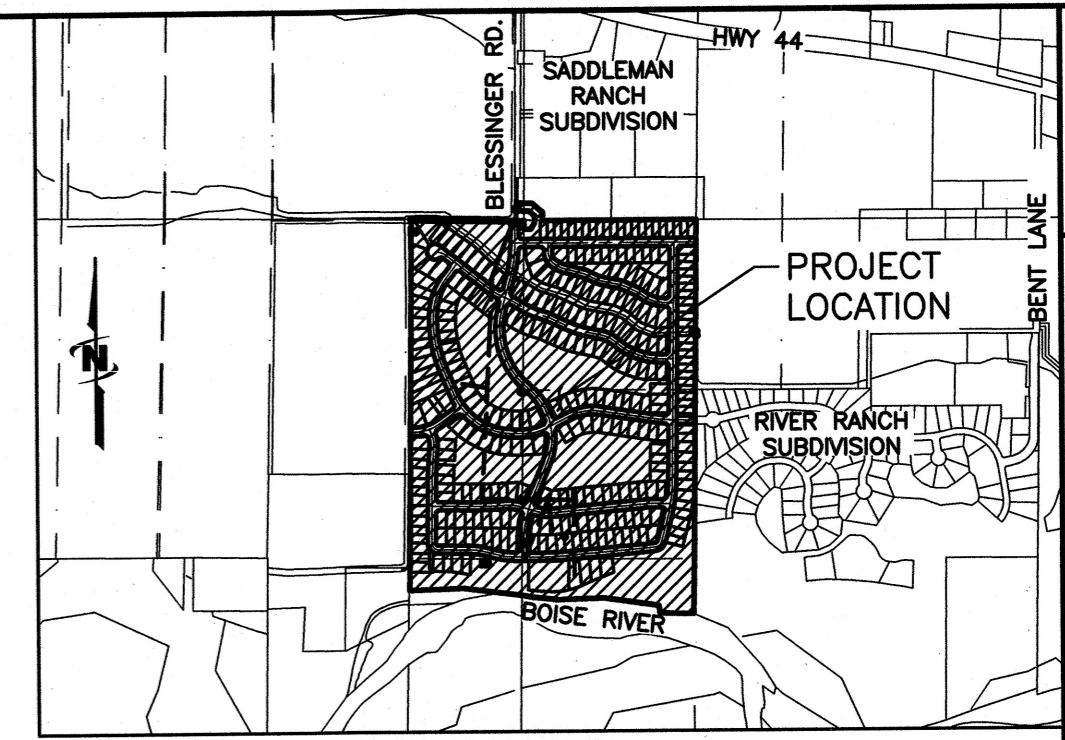 HWY 44
BLESSINGER RD.
SADDLEMAN
RANCH
SUBDIVISION
BENT LANE
PROJECT
LOCATION
N
RIVER RANCH
SUBDIVISION
BOISE RIVER